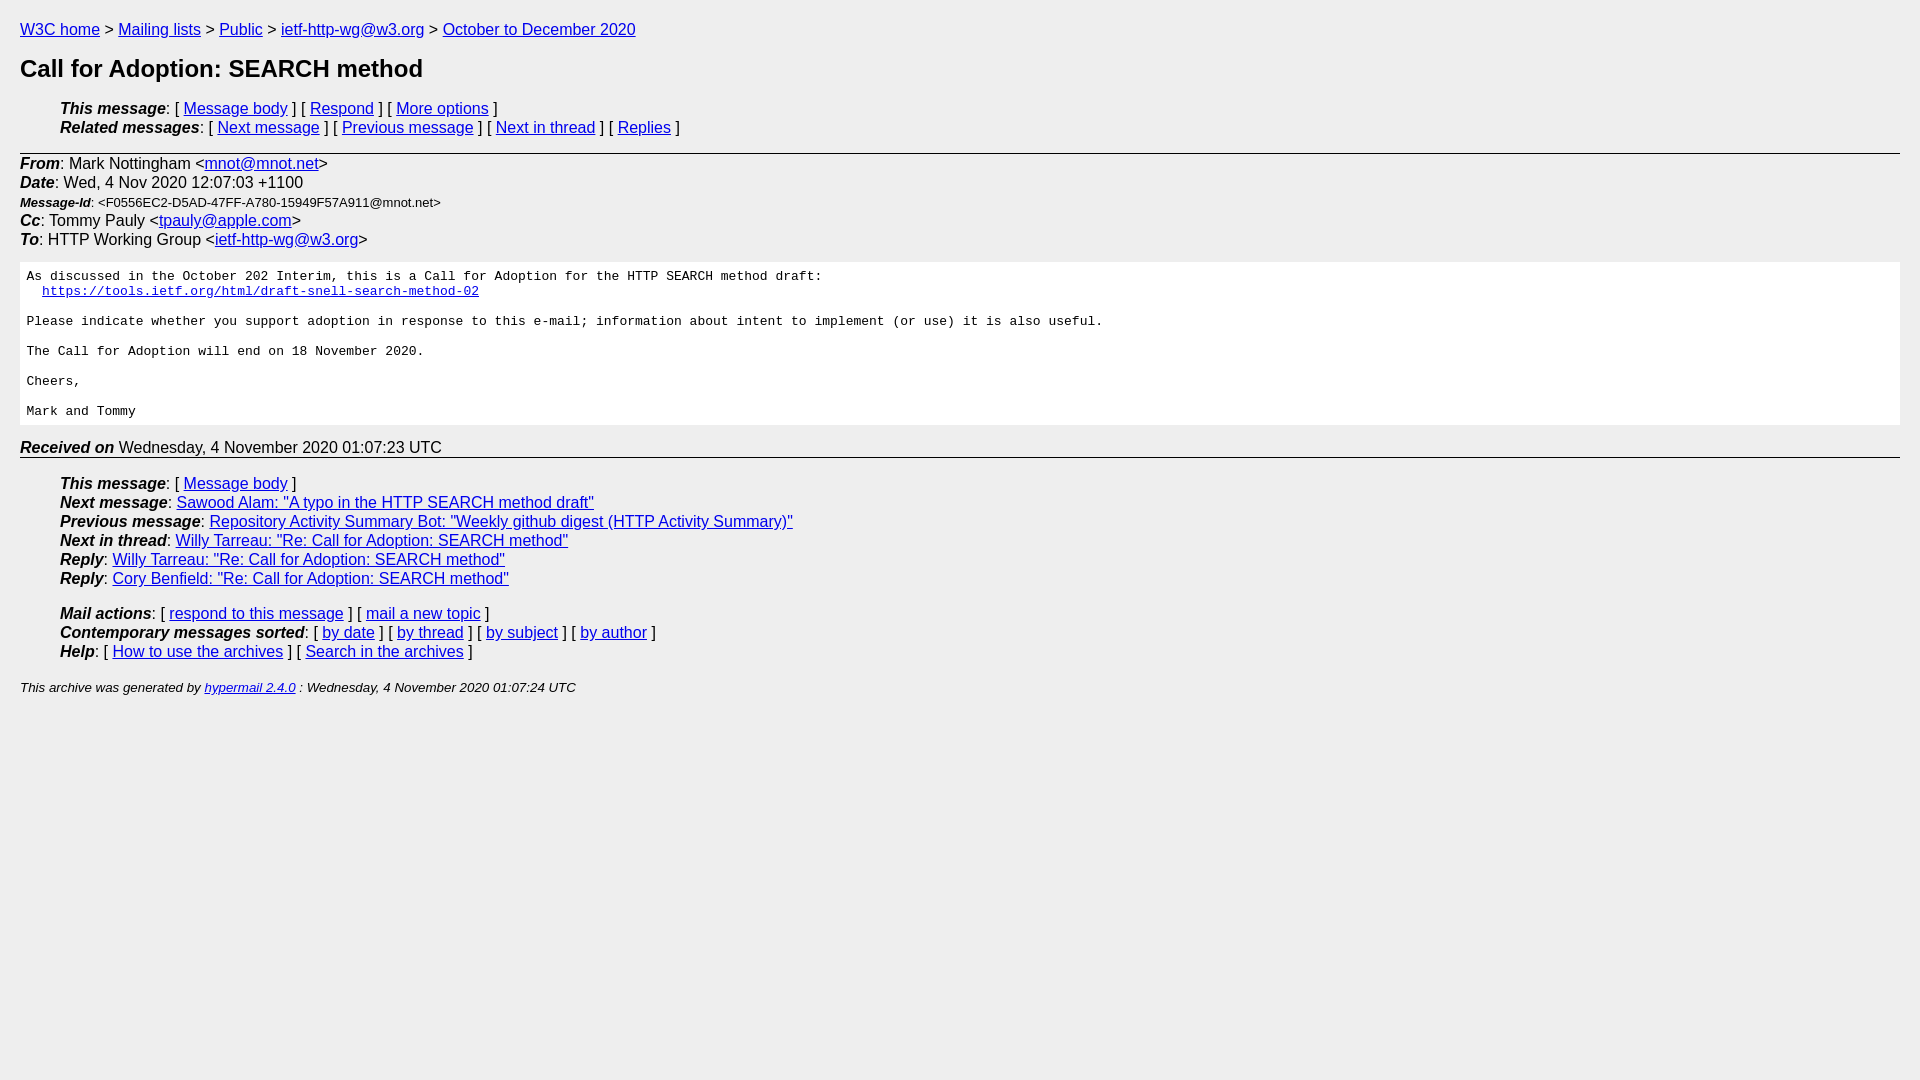 W3C home > Mailing lists > Public > ietf-http-wg@w3.org > October to December 2020
Call for Adoption: SEARCH method
This message: [ Message body ] [ Respond ] [ More options ]
Related messages: [ Next message ] [ Previous message ] [ Next in thread ] [ Replies ]
From: Mark Nottingham <mnot@mnot.net>
Date: Wed, 4 Nov 2020 12:07:03 +1100
Message-Id: <F0556EC2-D5AD-47FF-A780-15949F57A911@mnot.net>
Cc: Tommy Pauly <tpauly@apple.com>
To: HTTP Working Group <ietf-http-wg@w3.org>
As discussed in the October 202 Interim, this is a Call for Adoption for the HTTP SEARCH method draft:
https://tools.ietf.org/html/draft-snell-search-method-02
Please indicate whether you support adoption in response to this e-mail; information about intent to implement (or use) it is also useful.
The Call for Adoption will end on 18 November 2020.
Cheers,
Mark and Tommy
Received on Wednesday, 4 November 2020 01:07:23 UTC
This message: [ Message body ]
Next message: Sawood Alam: "A typo in the HTTP SEARCH method draft"
Previous message: Repository Activity Summary Bot: "Weekly github digest (HTTP Activity Summary)"
Next in thread: Willy Tarreau: "Re: Call for Adoption: SEARCH method"
Reply: Willy Tarreau: "Re: Call for Adoption: SEARCH method"
Reply: Cory Benfield: "Re: Call for Adoption: SEARCH method"
Mail actions: [ respond to this message ] [ mail a new topic ]
Contemporary messages sorted: [ by date ] [ by thread ] [ by subject ] [ by author ]
Help: [ How to use the archives ] [ Search in the archives ]
This archive was generated by hypermail 2.4.0 : Wednesday, 4 November 2020 01:07:24 UTC